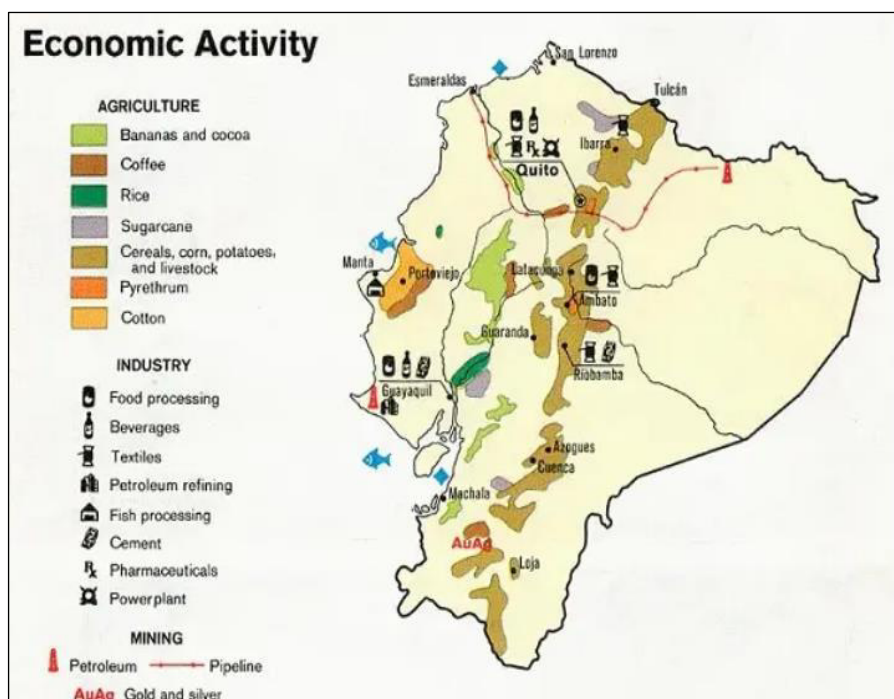 Economic Activity
AGRICULTURE
Bananas and cocoa
Coffee
Rice
Sugarcane
Cereals, corn, potatoes,
and livestock
Pyrethrum
Cotton
INDUSTRY
Food processing
Beverages
Textiles
Petroleum refining
Fish processing
Cement
Rx Pharmaceuticals
Powerplant
MINING
Petroleum
Pipeline
AuAg Gold and silver
San Lorenzo
Esmeraldas
Tulcán
Ibarra
Rx
Quito
Manta
Portoviejo
Latacunga
Ambato
Guaranda
Riobamba
Guayaquil
Azogues
Cuenca
Machala
AuAg
Loja